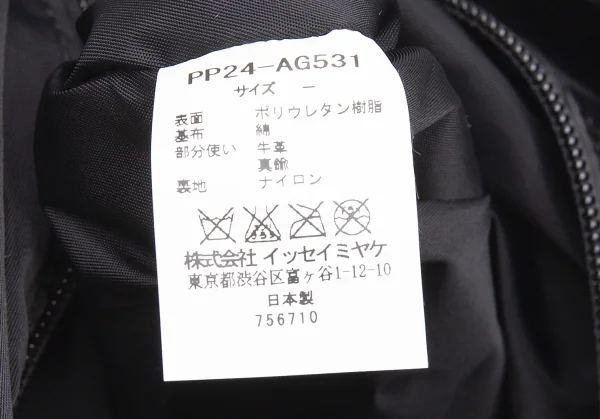 PP24-AG531
サイズ ー
表面 ポリウレタン樹脂
基布 綿
部分使い 牛革
真鍮
裏地 ナイロン
株式会社 イッセイミヤケ
東京都渋谷区富ヶ谷1-12-10
日本製
756710